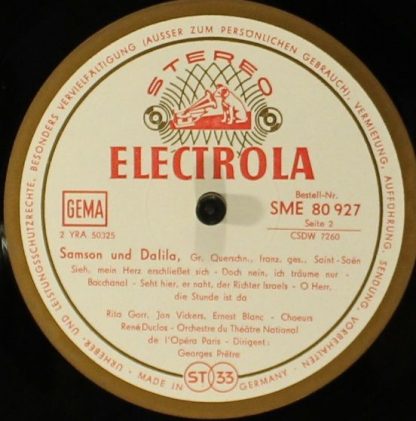 URHEBER- UND LEISTUNGSSCHUTZRECHTE, BESONDERS VERVIELFÄLTIGUNG (AUSSER ZUM PERSÖNLICHEN GEBRAUCH), VERMIETUNG, AUFFÜHRUNG, SENDUNG VORBEHALTEN
STEREO
ELECTROLA
GEMA
2 YRA 50325
Bestell-Nr.
SME 80 927
Seite 2
CSDW 7260
Samson und Dalila, Gr. Querschn., franz. ges., Saint-Saën
Sieh, mein Herz erschließet sich - Doch nein, ich träume nur -
Bacchanal - Seht hier, er naht, der Richter Israels - O Herr,
die Stunde ist da
Rita Gorr, Jon Vickers, Ernest Blanc - Choeurs
René Duclos - Orchestre du Théâtre National
de l'Opéra Paris - Dirigent:
Georges Prêtre
MADE IN GERMANY
ST 33